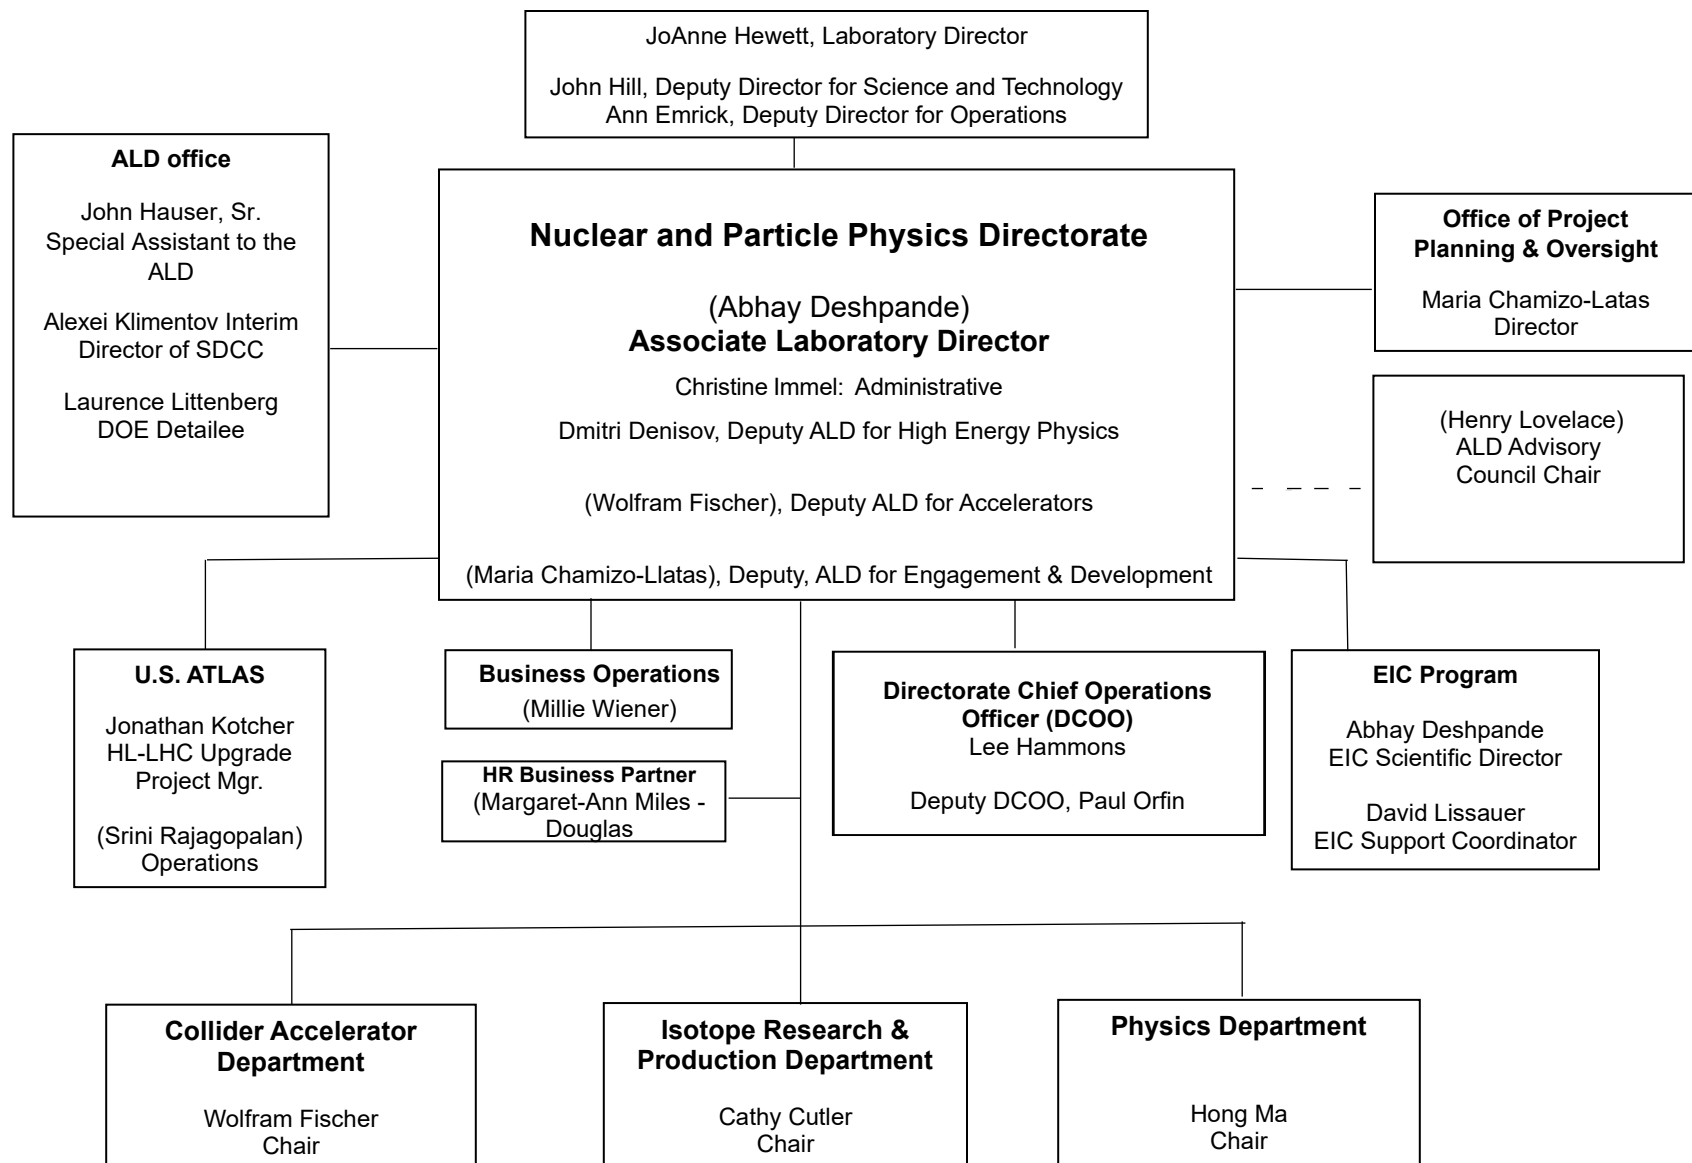 JoAnne Hewett, Laboratory Director
John Hill, Deputy Director for Science and Technology
Ann Emrick, Deputy Director for Operations
ALD office
John Hauser, Sr.
Special Assistant to the
ALD
Alexei Klimentov Interim
Director of SDCC
Laurence Littenberg
DOE Detailee
Nuclear and Particle Physics Directorate
(Abhay Deshpande)
Associate Laboratory Director
Christine Immel:  Administrative
Dmitri Denisov, Deputy ALD for High Energy Physics
(Wolfram Fischer), Deputy ALD for Accelerators
(Maria Chamizo-Llatas), Deputy, ALD for Engagement & Development
Office of Project
Planning & Oversight
Maria Chamizo-Latas
Director
(Henry Lovelace)
ALD Advisory
Council Chair
U.S. ATLAS
Jonathan Kotcher
HL-LHC Upgrade
Project Mgr.
(Srini Rajagopalan)
Operations
Business Operations
(Millie Wiener)
HR Business Partner
(Margaret-Ann Miles -
Douglas
Directorate Chief Operations
Officer (DCOO)
Lee Hammons
Deputy DCOO, Paul Orfin
EIC Program
Abhay Deshpande
EIC Scientific Director
David Lissauer
EIC Support Coordinator
Collider Accelerator
Department
Wolfram Fischer
Chair
Isotope Research &
Production Department
Cathy Cutler
Chair
Physics Department
Hong Ma
Chair